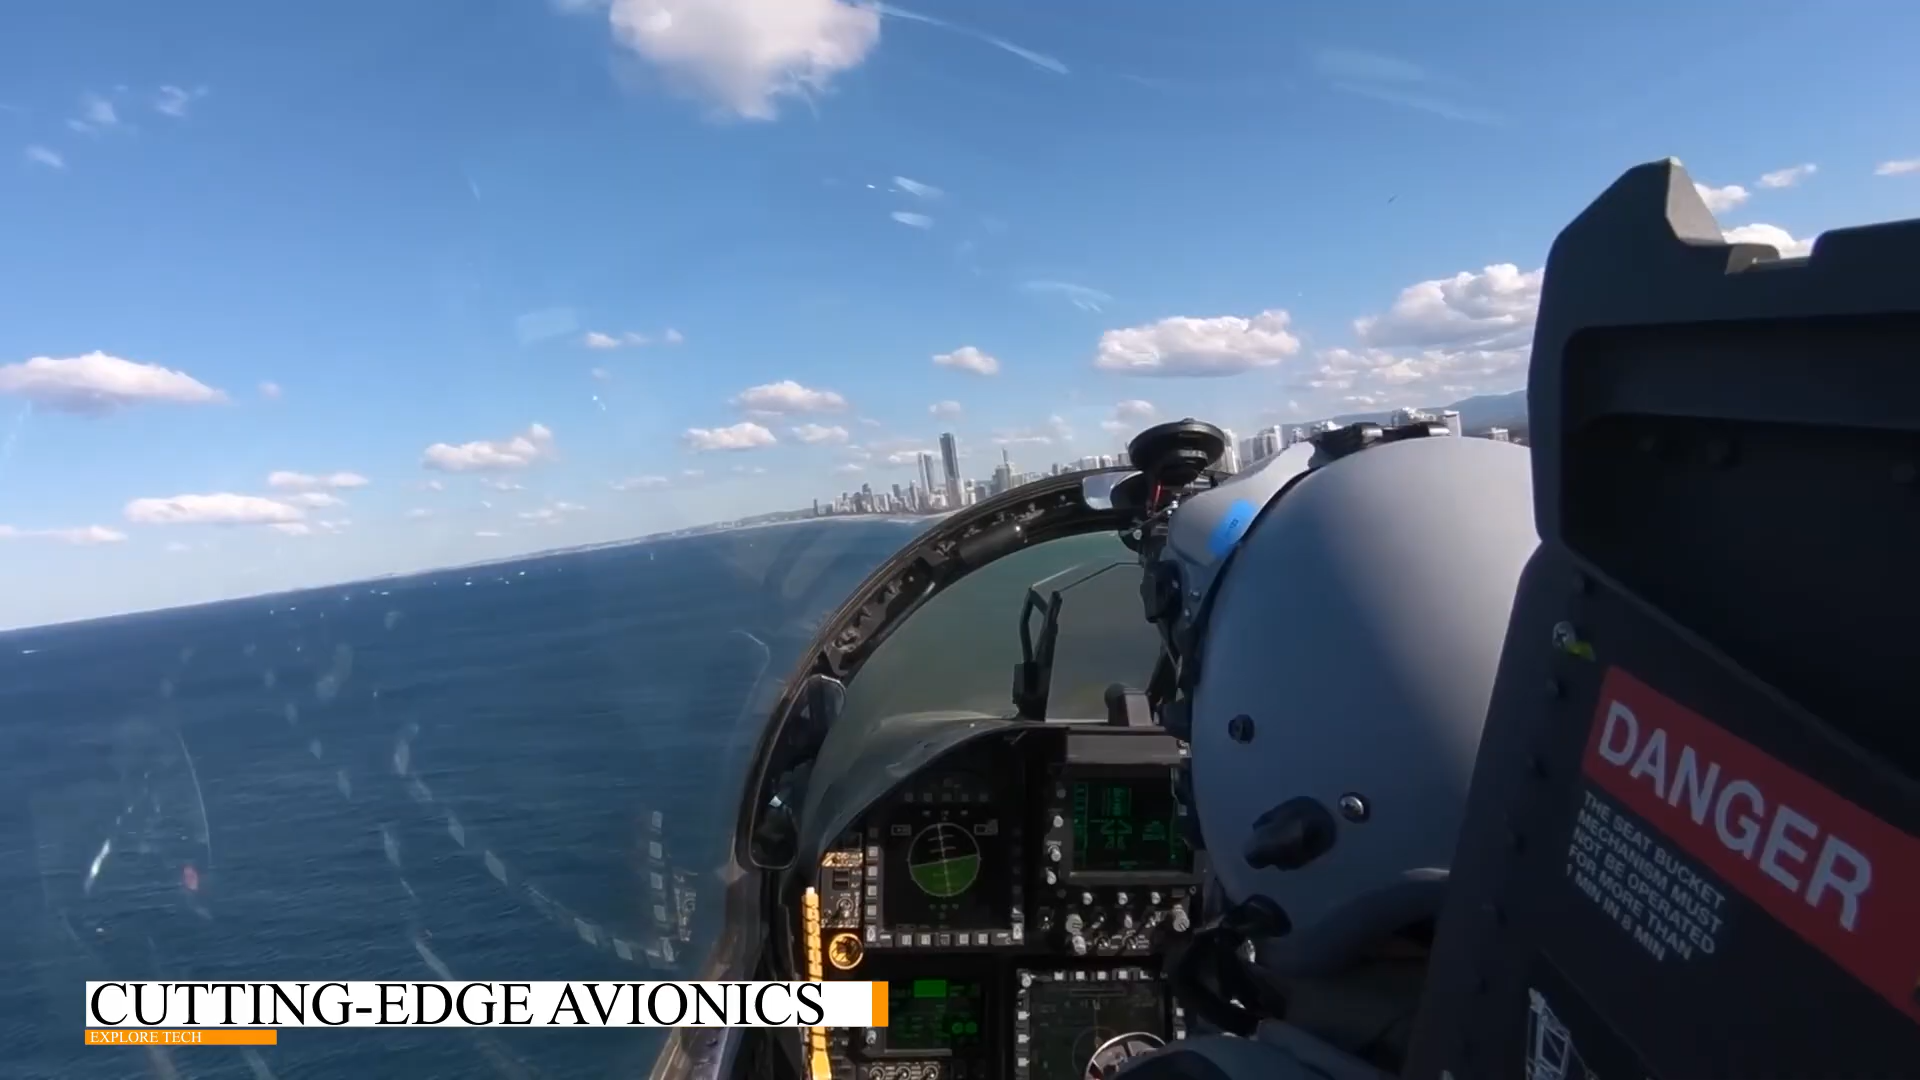 DANGER
THE SEAT BUCKET
MECHANISM MUST
NOT BE OPERATED
FOR MORE THAN
1 MIN IN 8 MIN
CUTTING-EDGE AVIONICS
EXPLORE TECH